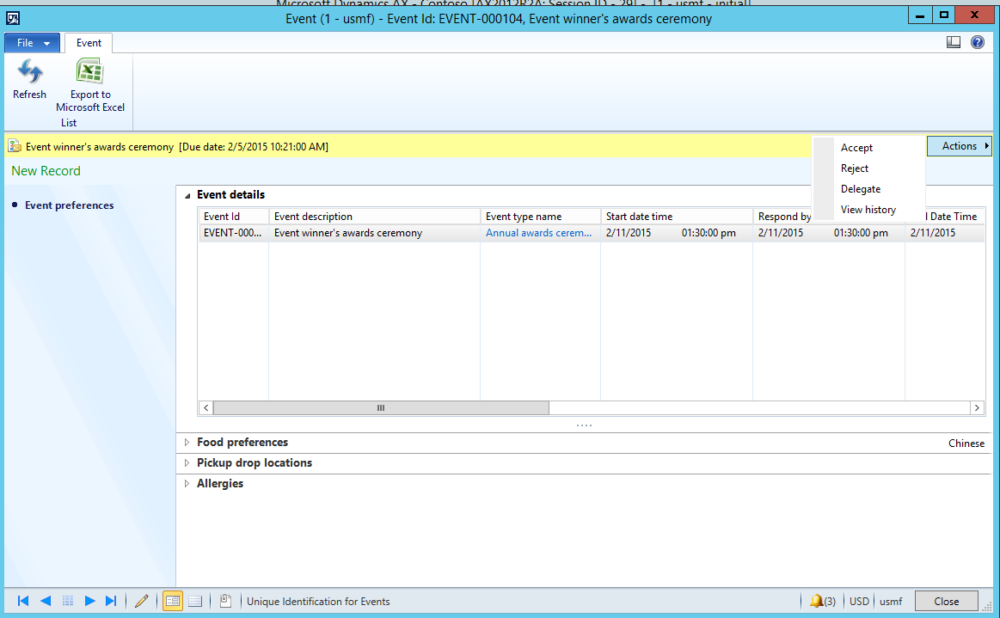 Microsoft Dynamics AX - Contoso [AX2012R2A: Session ID - 29] - [1 - usmf - initial]
Event (1 - usmf) - Event Id: EVENT-000104, Event winner's awards ceremony
File Event
Refresh
Export to
Microsoft Excel
List
Event winner's awards ceremony [Due date: 2/5/2015 10:21:00 AM]
Actions
Accept
Reject
Delegate
View history
New Record
Event preferences
Event details
Event Id Event description Event type name Start date time Respond by Date Time
EVENT-000... Event winner's awards ceremony Annual awards cerem... 2/11/2015 01:30:00 pm 2/11/2015 01:30:00 pm 2/11/2015
Food preferences Chinese
Pickup drop locations
Allergies
Unique Identification for Events (3) USD usmf Close